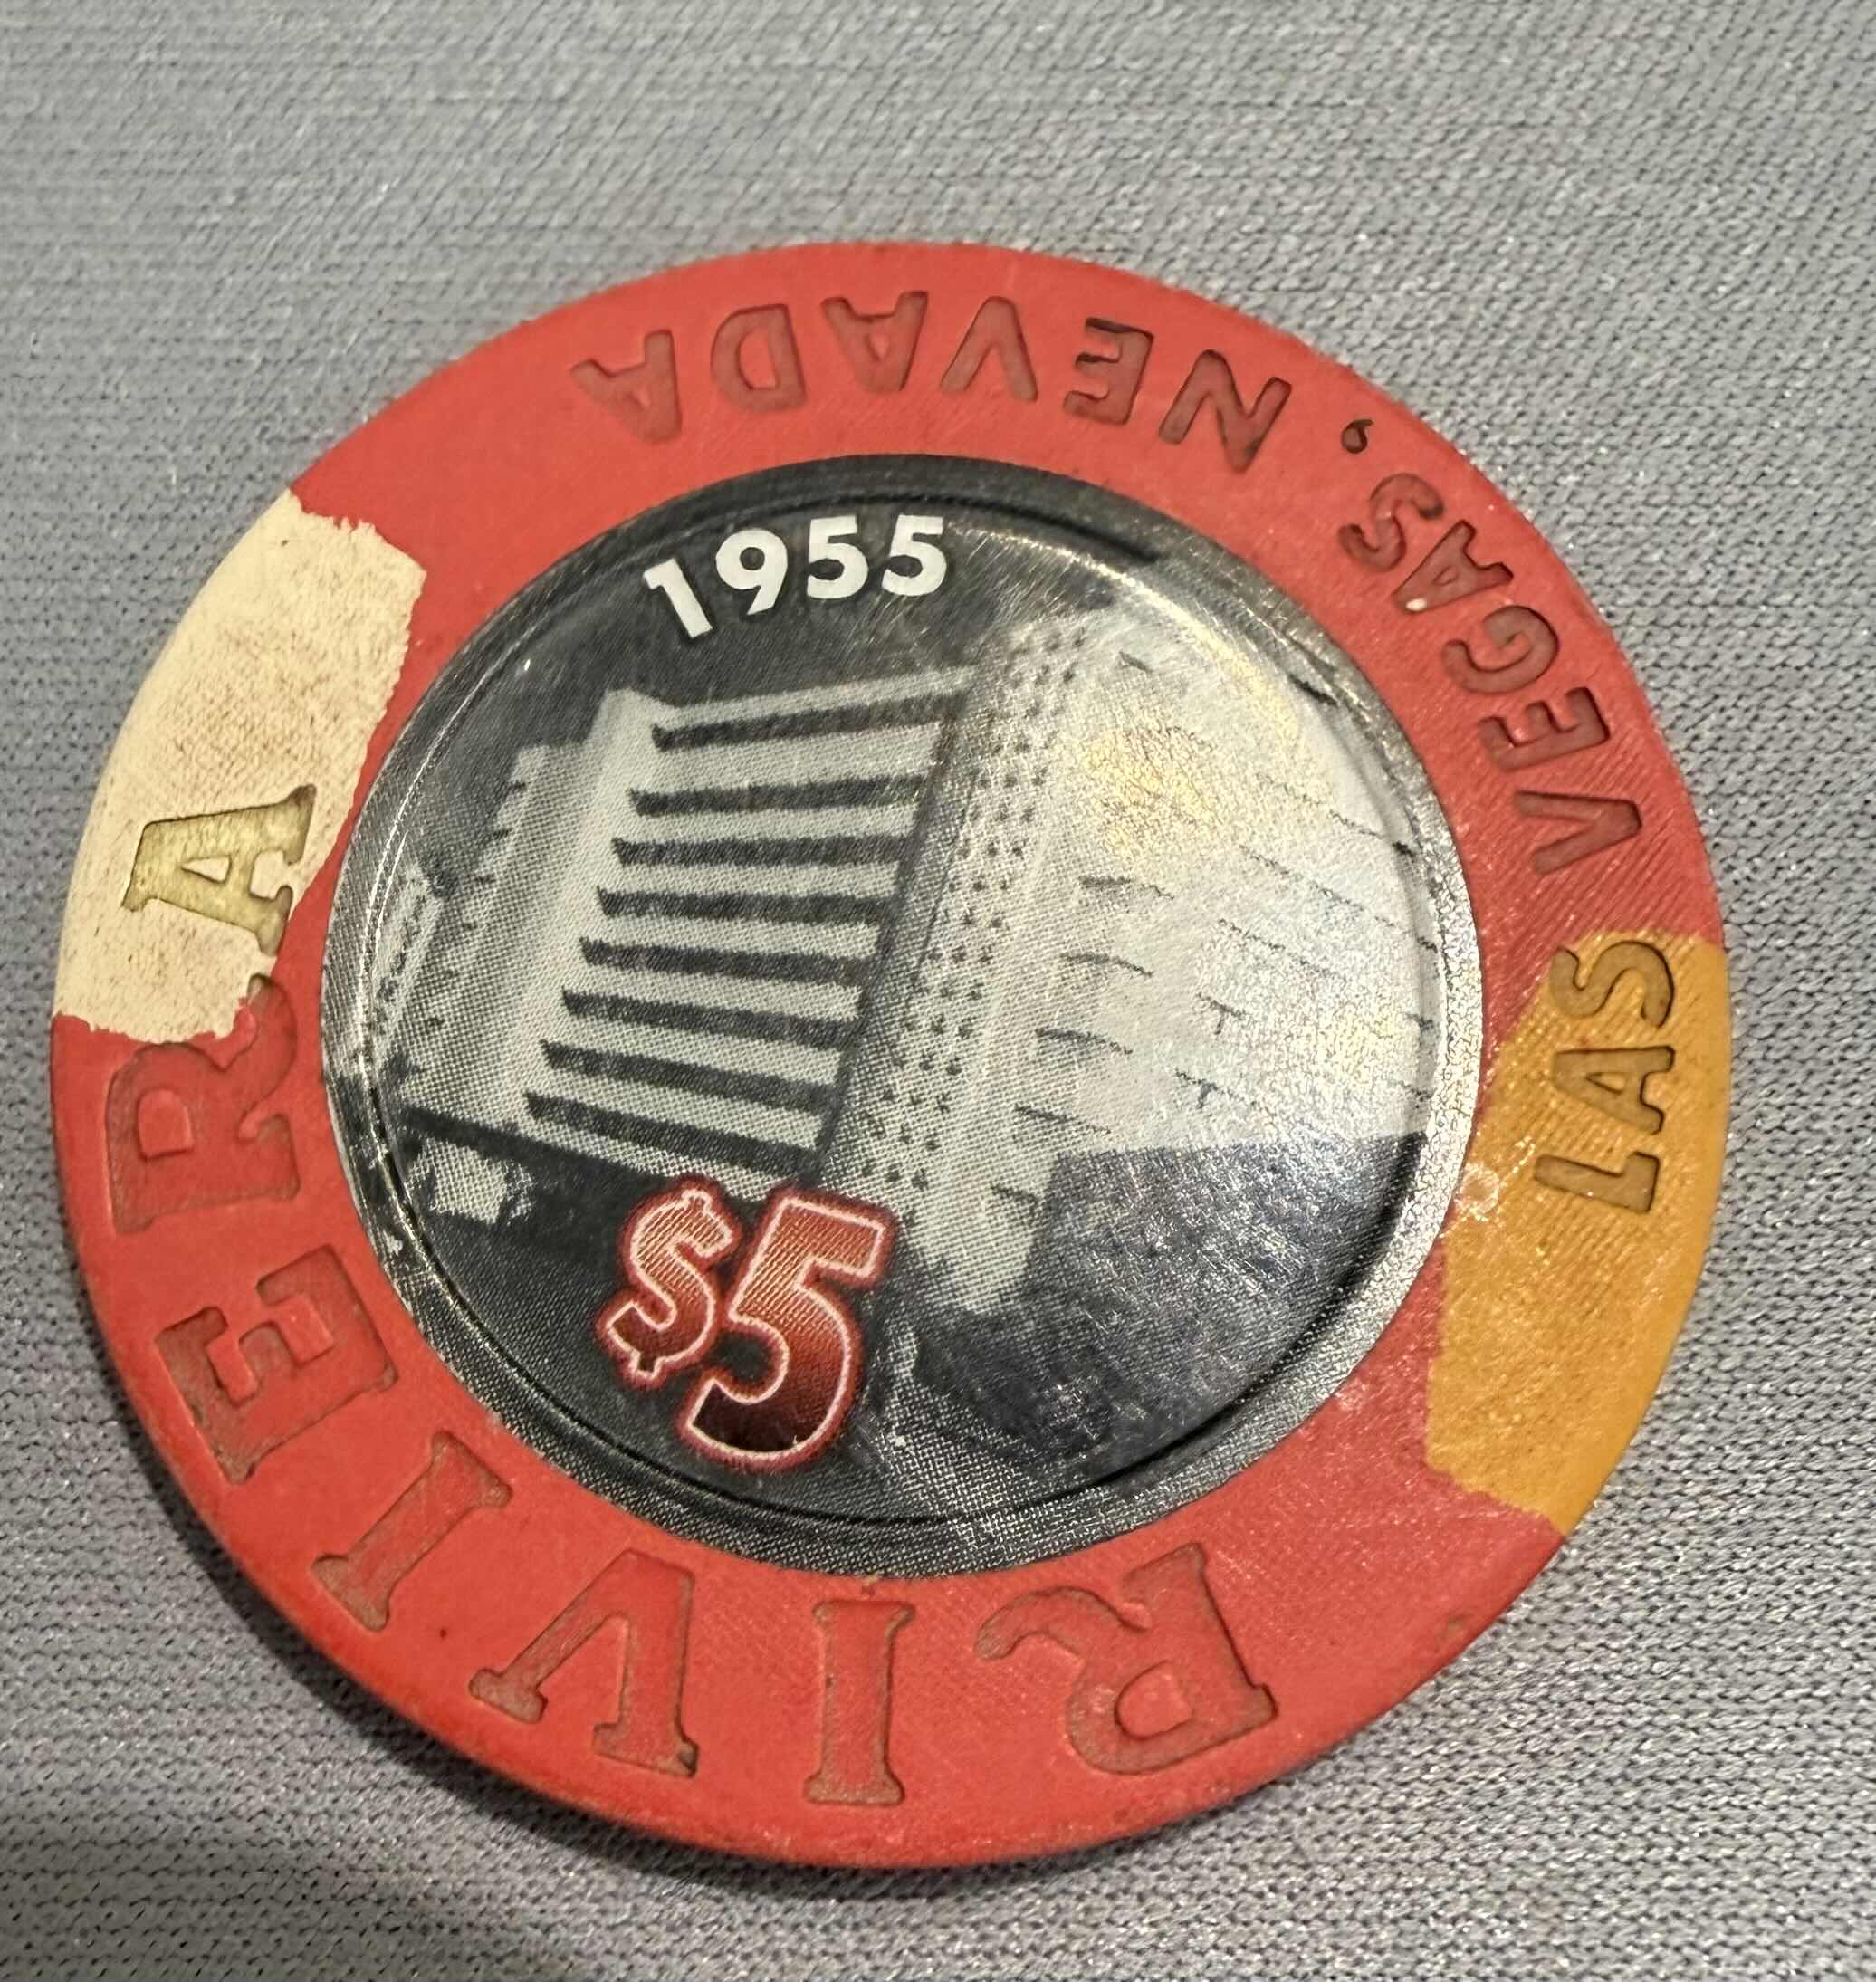 RIVIERA
LAS VEGAS, NEVADA
1955
$5